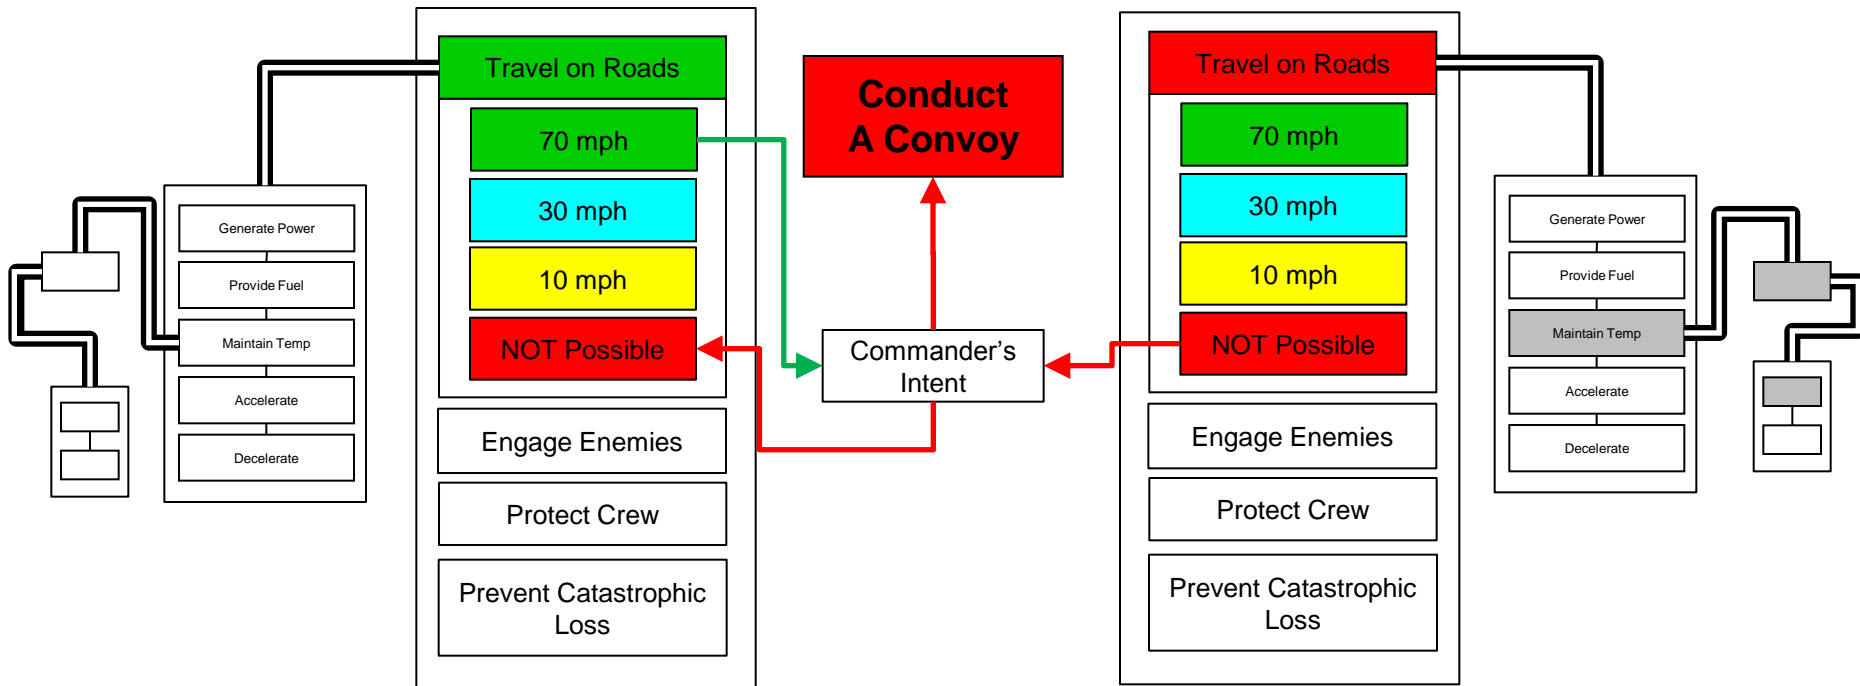 Travel on Roads
70 mph
30 mph
10 mph
NOT Possible
Engage Enemies
Protect Crew
Prevent Catastrophic
Loss
Generate Power
Provide Fuel
Maintain Temp
Accelerate
Decelerate
Conduct
A Convoy
Commander’s
Intent
Travel on Roads
70 mph
30 mph
10 mph
NOT Possible
Engage Enemies
Protect Crew
Prevent Catastrophic
Loss
Generate Power
Provide Fuel
Maintain Temp
Accelerate
Decelerate